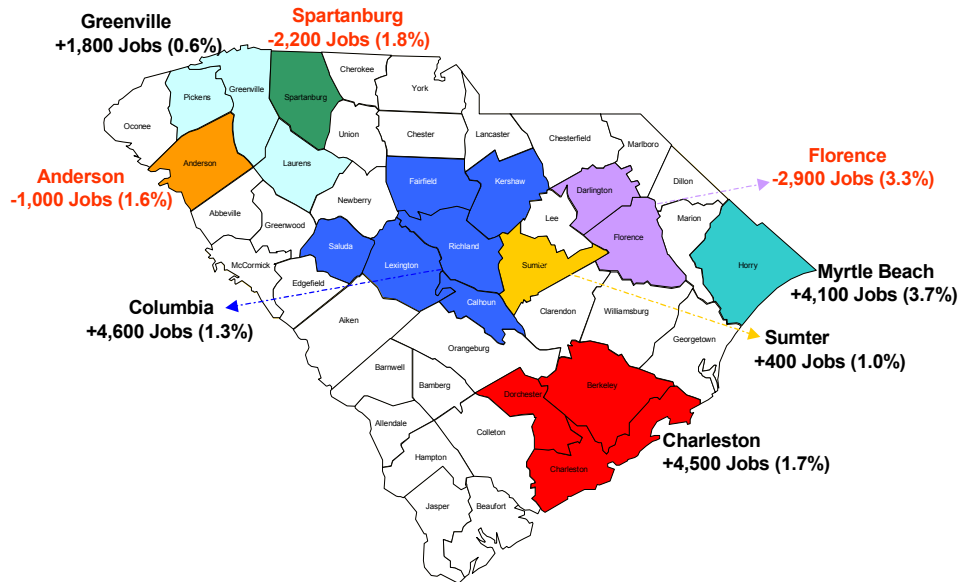 Greenville
+1,800 Jobs (0.6%)
Spartanburg
-2,200 Jobs (1.8%)
Cherokee
York
Greenville
Pickens
Spartanburg
Oconee
Union
Chester
Lancaster
Chesterfield
Marlboro
Anderson
Laurens
Florence
-2,900 Jobs (3.3%)
Anderson
-1,000 Jobs (1.6%)
Fairfield
Kershaw
Darlington
Dillon
Newberry
Abbeville
Greenwood
Lee
Marion
Florence
Saluda
Richland
McCormick
Lexington
Sumter
Horry
Edgefield
Myrtle Beach
+4,100 Jobs (3.7%)
Columbia
+4,600 Jobs (1.3%)
Calhoun
Clarendon
Williamsburg
Aiken
Georgetown
Sumter
+400 Jobs (1.0%)
Orangeburg
Barnwell
Bamberg
Berkeley
Dorchester
Allendale
Colleton
Charleston
+4,500 Jobs (1.7%)
Hampton
Charleston
Jasper
Beaufort